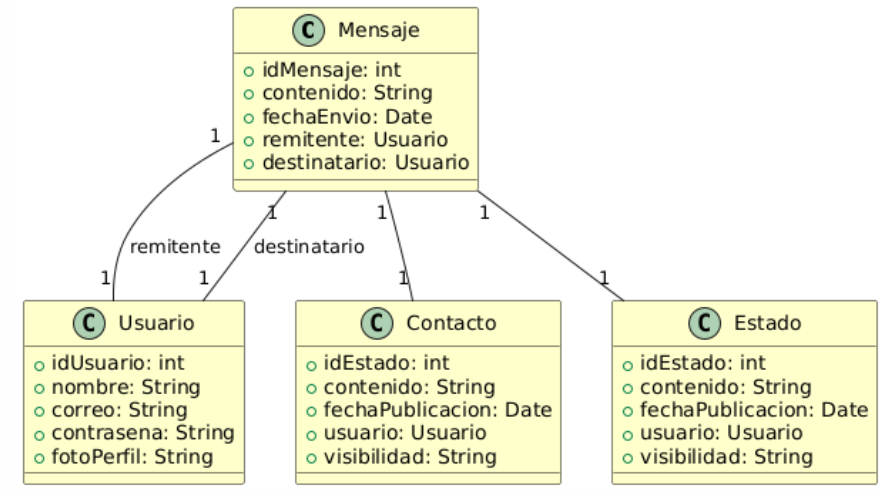 C Mensaje
idMensaje: int
contenido: String
fechaEnvio: Date
remitente: Usuario
destinatario: Usuario
1
1
1
1
remitente
destinatario
1
1
1
1
C Usuario
idUsuario: int
nombre: String
correo: String
contrasena: String
fotoPerfil: String
C Contacto
idEstado: int
contenido: String
fechaPublicacion: Date
usuario: Usuario
visibilidad: String
C Estado
idEstado: int
contenido: String
fechaPublicacion: Date
usuario: Usuario
visibilidad: String